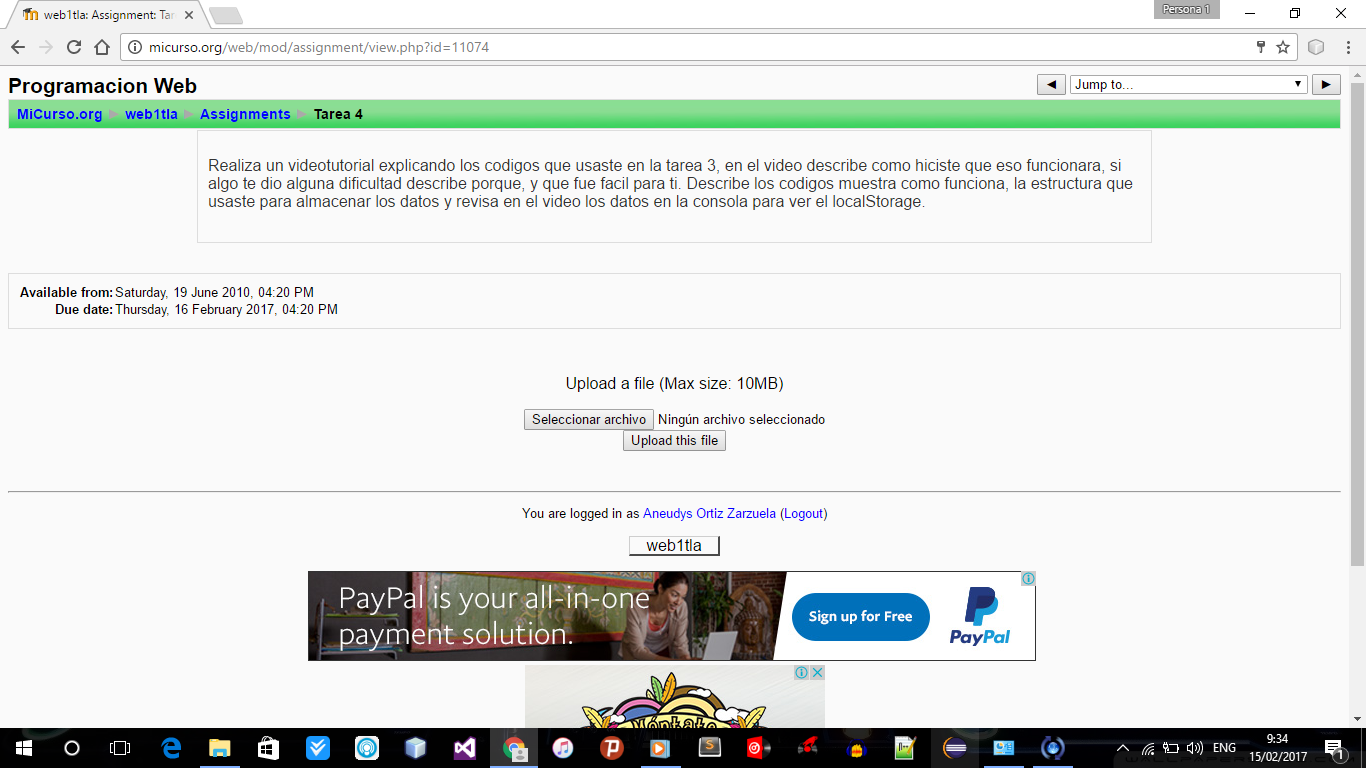 web1tla: Assignment: Tar
Persona 1
micurso.org/web/mod/assignment/view.php?id=11074
Programacion Web
Jump to...
MiCurso.org web1tla Assignments Tarea 4
Realiza un videotutorial explicando los codigos que usaste en la tarea 3, en el video describe como hiciste que eso funcionara, si
algo te dio alguna dificultad describe porque, y que fue facil para ti. Describe los codigos muestra como funciona, la estructura que
usaste para almacenar los datos y revisa en el video los datos en la consola para ver el localStorage.
Available from: Saturday, 19 June 2010, 04:20 PM
Due date: Thursday, 16 February 2017, 04:20 PM
Upload a file (Max size: 10MB)
Seleccionar archivo Ningún archivo seleccionado
Upload this file
You are logged in as Aneudys Ortiz Zarzuela (Logout)
web1tla
PayPal is your all-in-one
payment solution.
Sign up for Free
PayPal
Móntate
ENG
9:34
15/02/2017
1